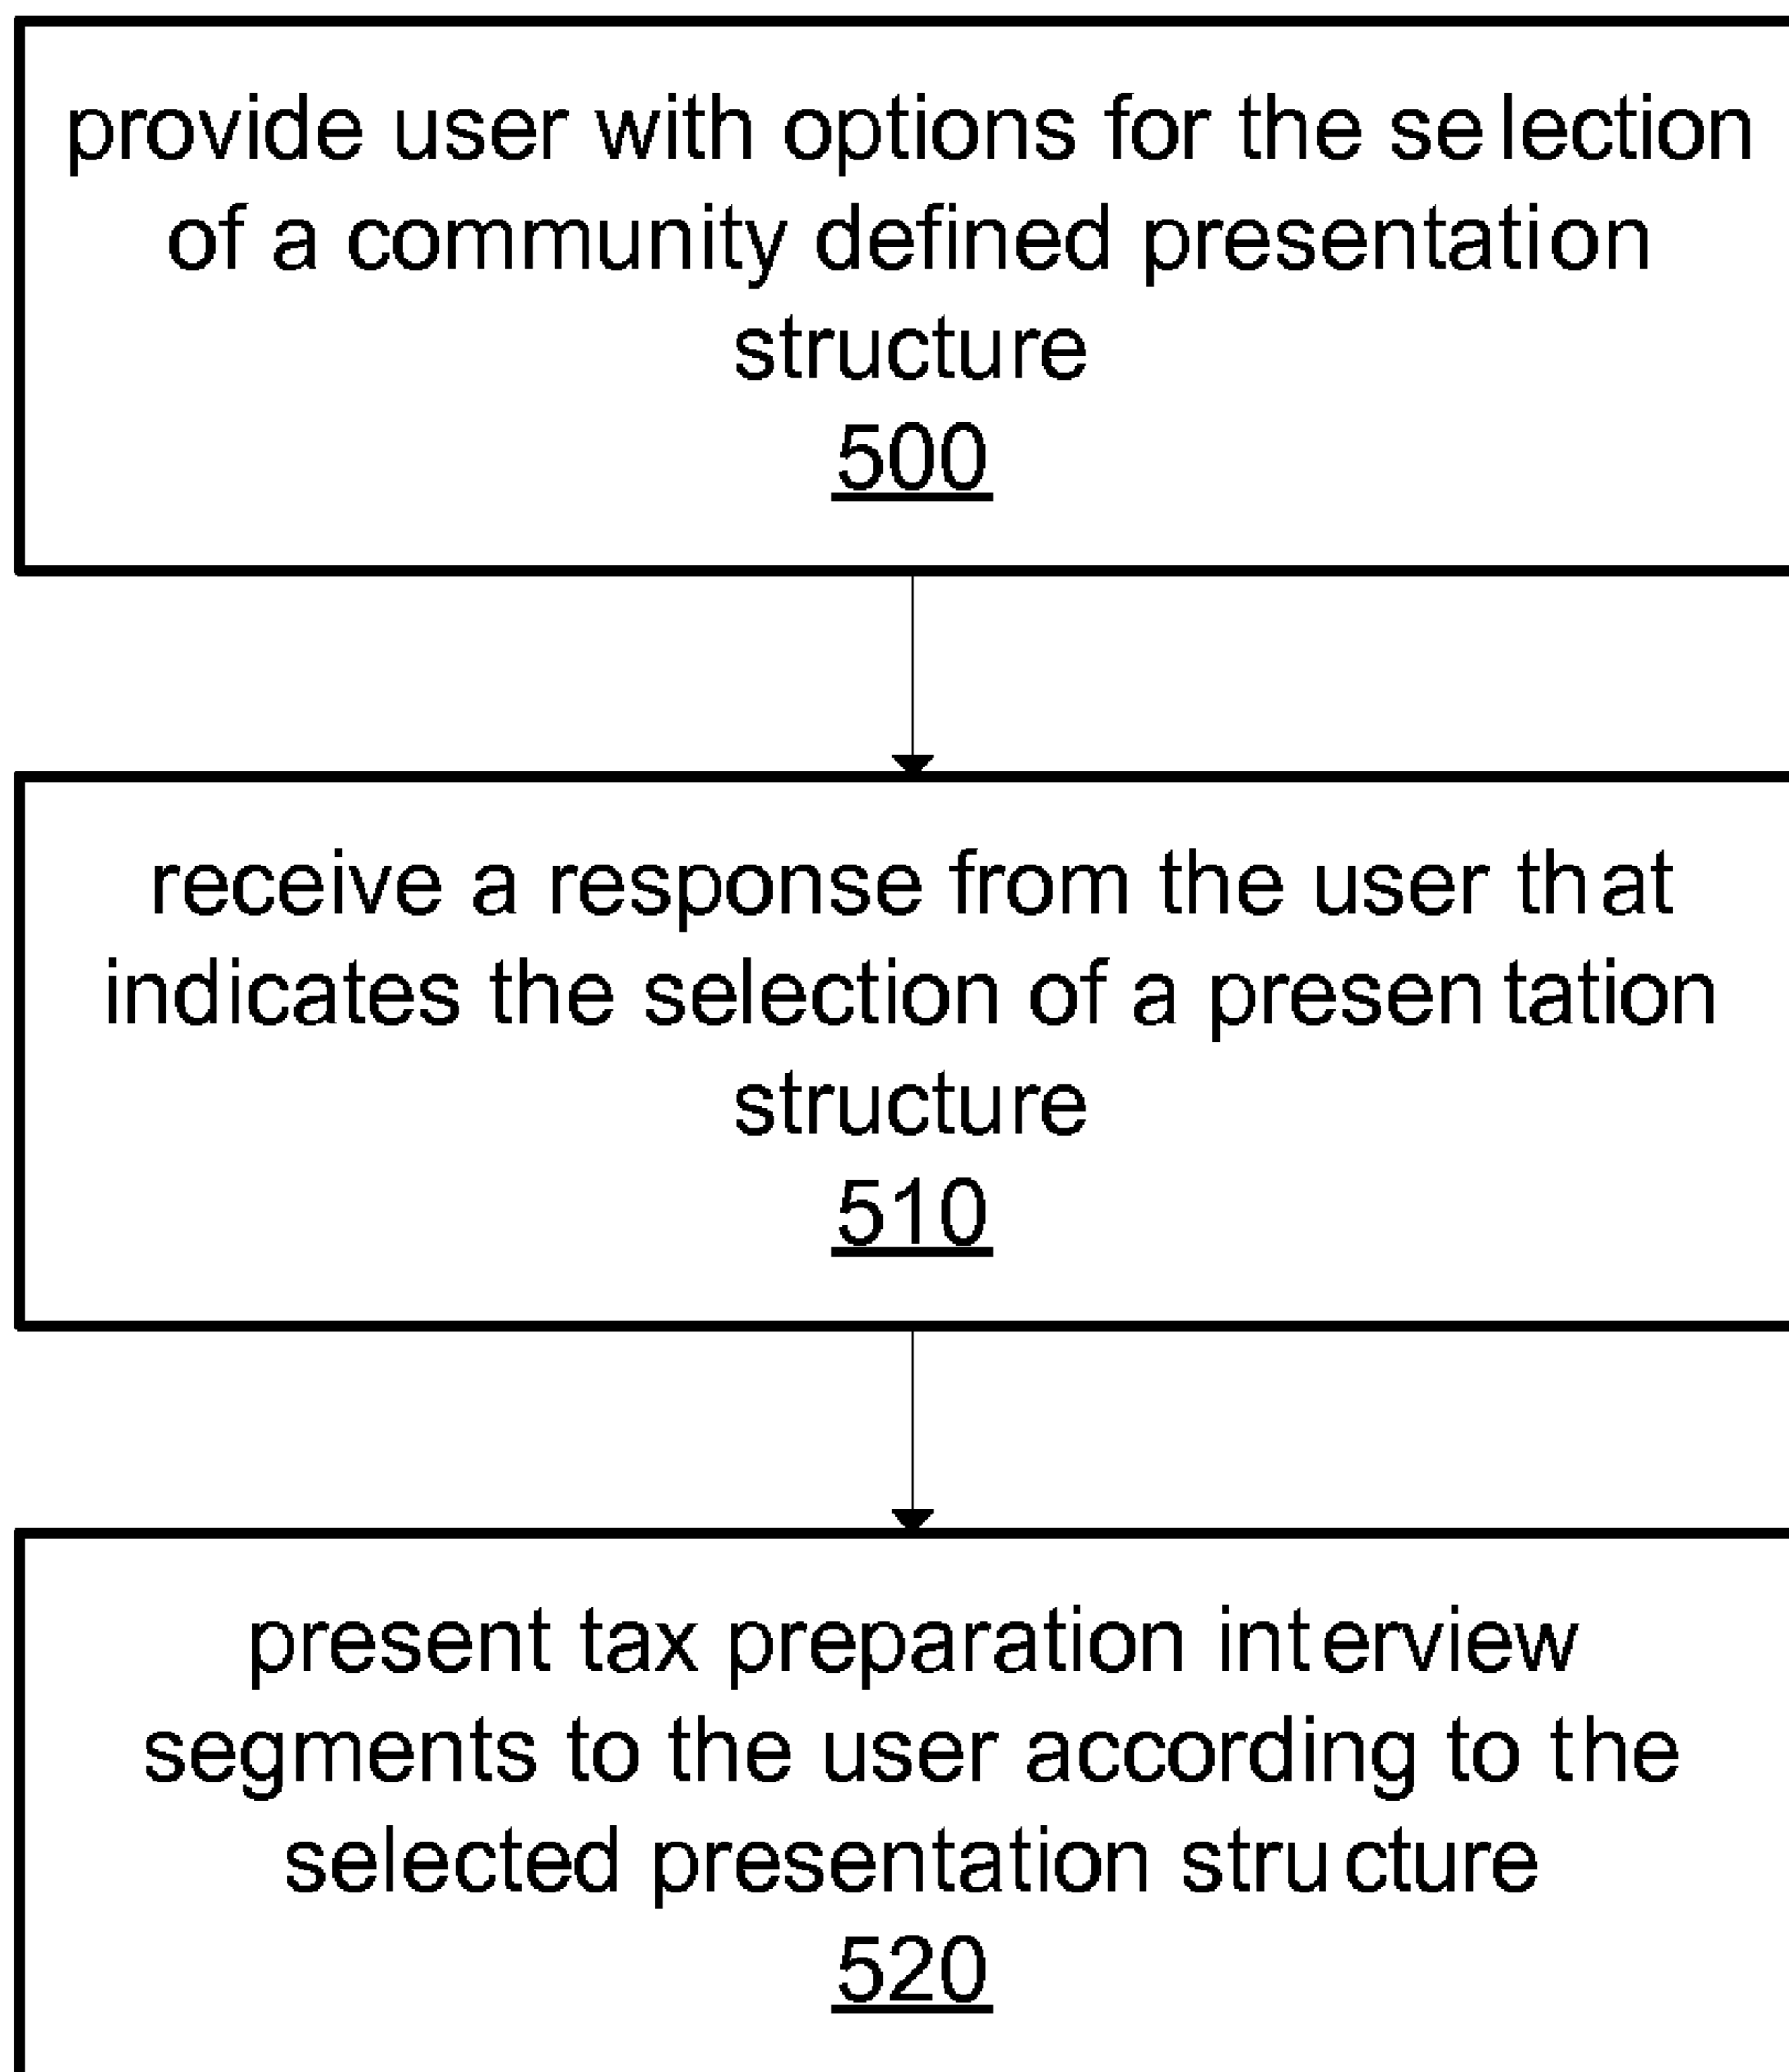 provide user with options for the selection
of a community defined presentation
structure
500
receive a response from the user that
indicates the selection of a presentation
structure
510
present tax preparation interview
segments to the user according to the
selected presentation structure
520